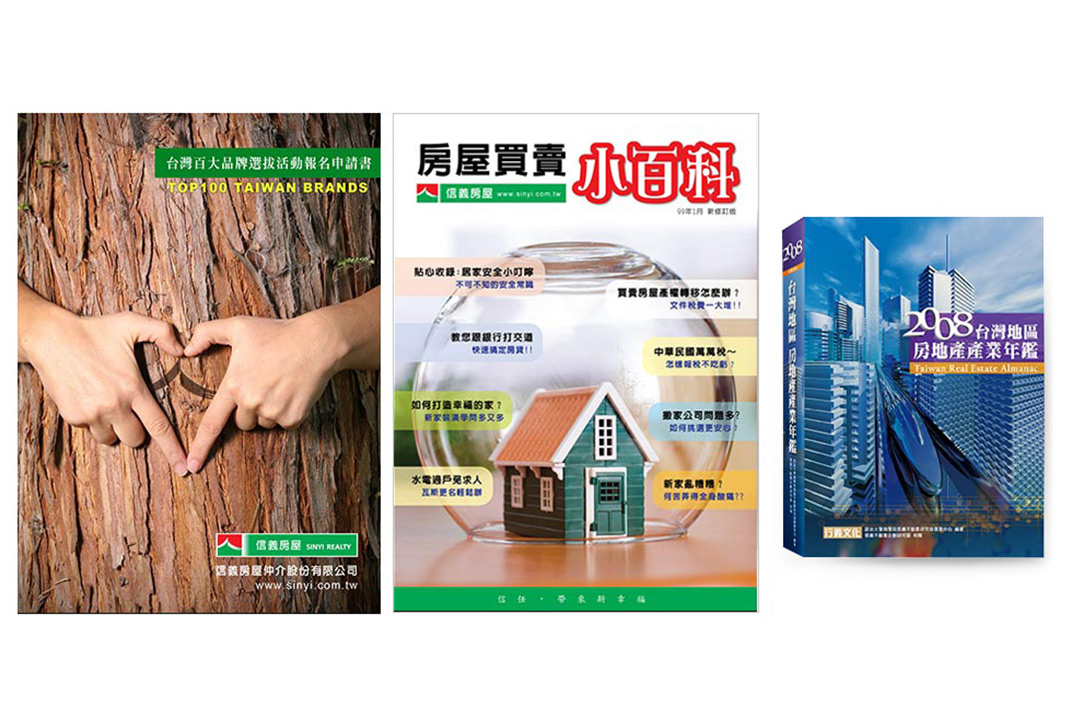 台灣百大品牌選拔活動報名申請書
TOP100 TAIWAN BRANDS
信義房屋 SINYI REALTY
信義房屋仲介股份有限公司
www.sinyi.com.tw
房屋買賣
小百科
信義房屋 www.sinyi.com.tw
99年1月 新修訂版
貼心收錄:居家安全小叮嚀
不可不知的安全常識
買賣房屋產權轉移怎麼辦?
文件稅費一大堆!!
教您跟銀行打交道
快速搞定房貸!!
中華民國萬萬稅~
怎樣報稅不吃虧?
如何打造幸福的家?
新家裝潢學問多又多
搬家公司問題多?
如何挑選更安心?
水電過戶免求人
瓦斯更名輕鬆辦
新家亂糟糟?
何苦弄得全身酸痛??
信任・帶來新幸福
2008
台灣地區 房地產產業年鑑
2008台灣地區
房地產產業年鑑
Taiwan Real Estate Almanac
行義文化